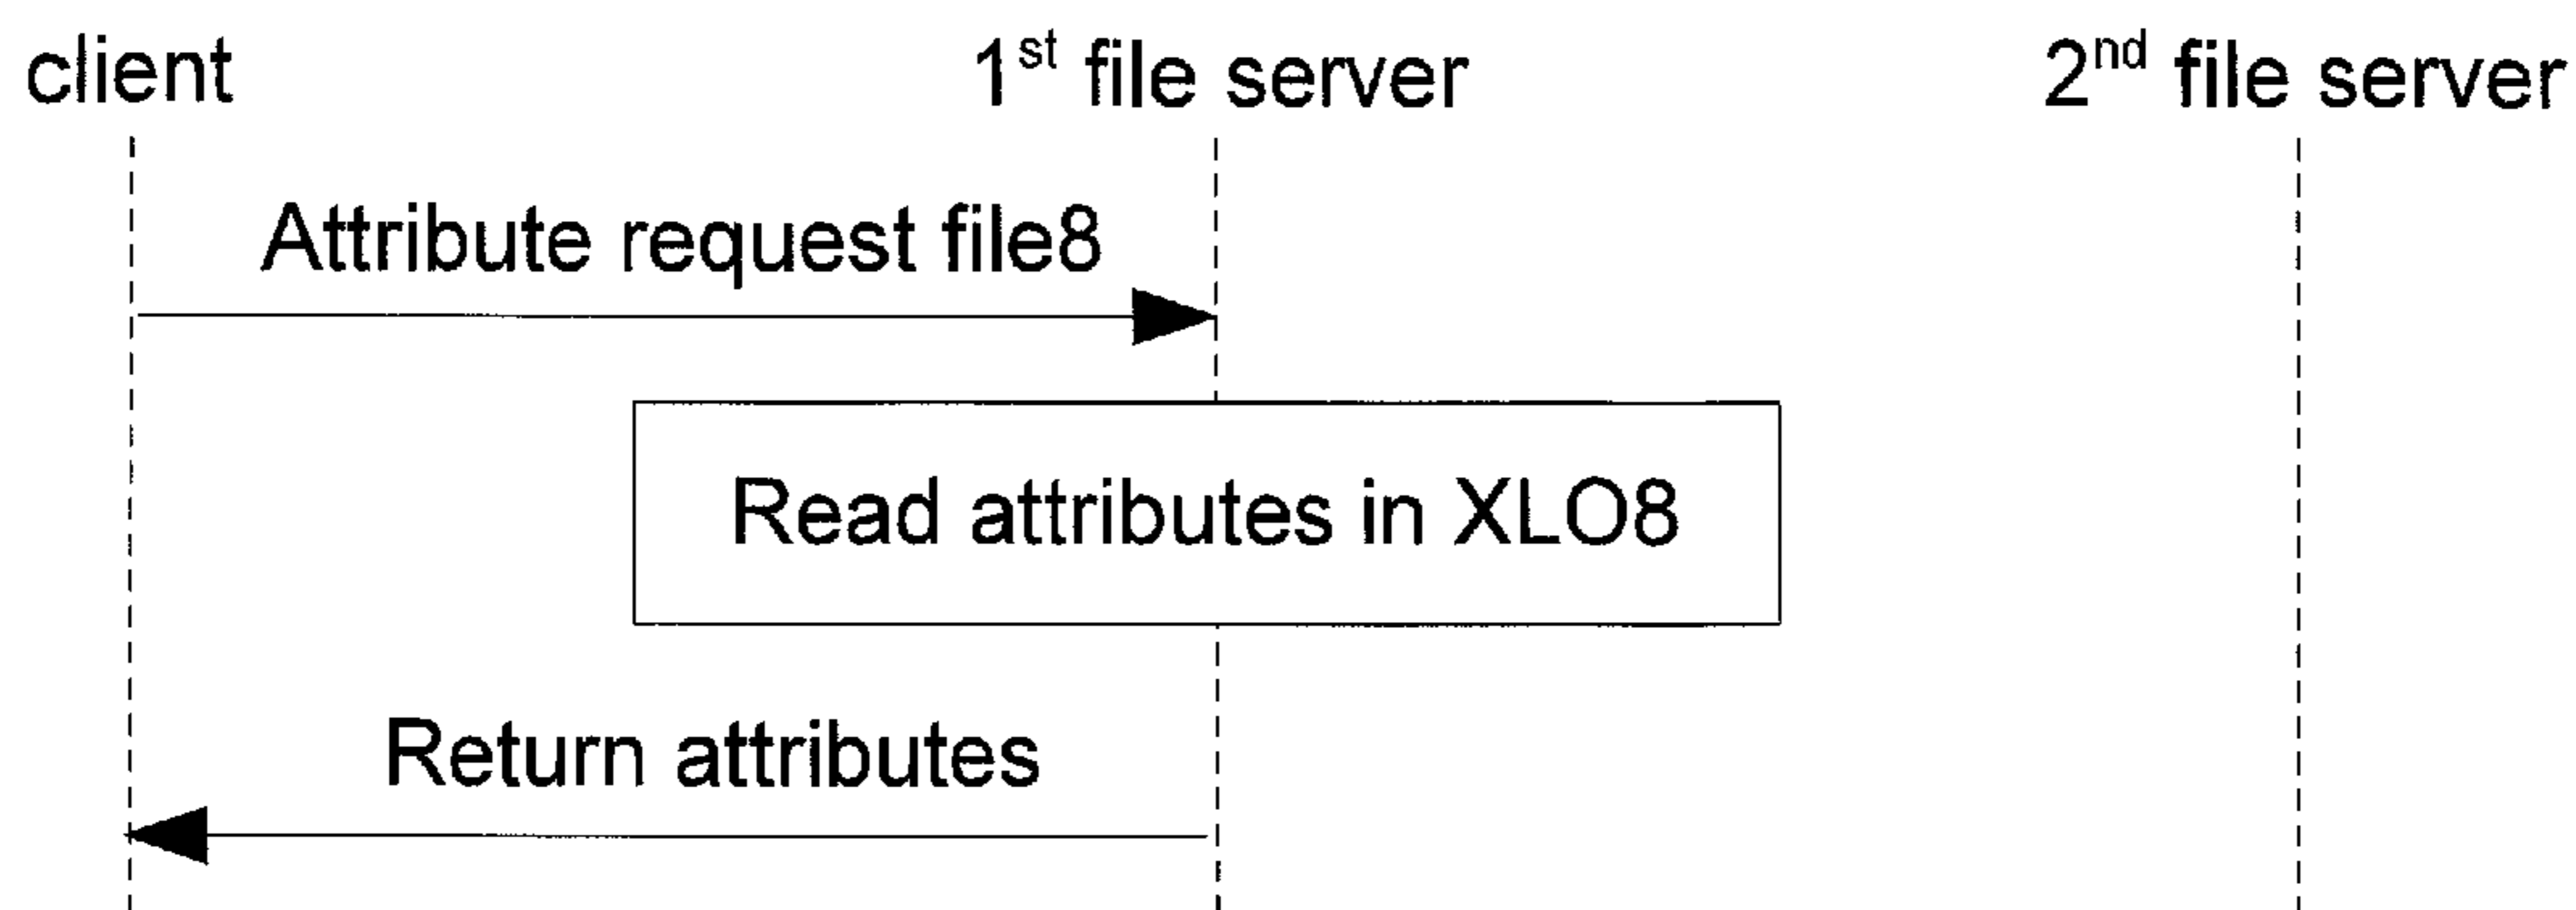 client 1st file server 2nd file server
Attribute request file8
Read attributes in XLO8
Return attributes